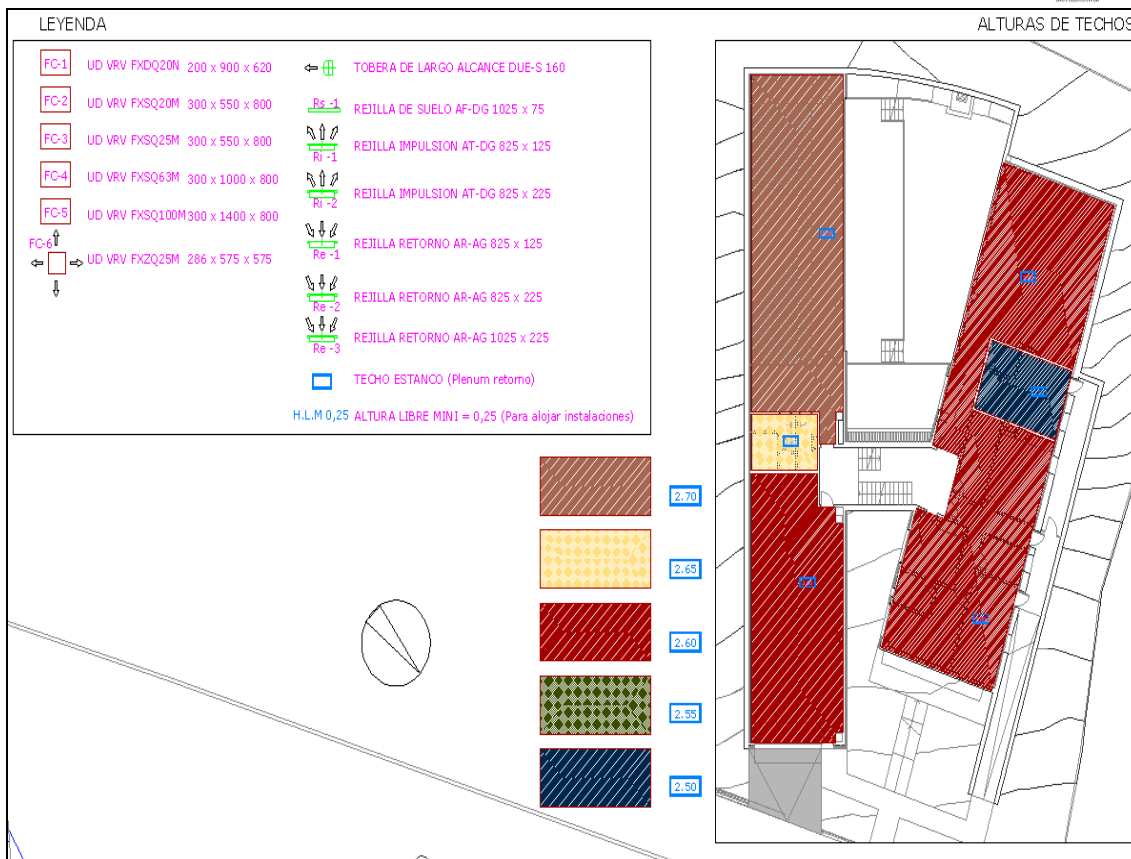 LEYENDA
FC-1 UD VRV FXDQ20N 200 x 900 x 620
FC-2 UD VRV FXSQ20M 300 x 550 x 800
FC-3 UD VRV FXSQ25M 300 x 550 x 800
FC-4 UD VRV FXSQ63M 300 x 1000 x 800
FC-5 UD VRV FXSQ100M 300 x 1400 x 800
FC-6 UD VRV FXZQ25M 286 x 575 x 575
TOBERA DE LARGO ALCANCE DUE-S 160
Rs -1 REJILLA DE SUELO AF-DG 1025 x 75
Ri -1 REJILLA IMPULSION AT-DG 825 x 125
Ri -2 REJILLA IMPULSION AT-DG 825 x 225
Re -1 REJILLA RETORNO AR-AG 825 x 125
Re -2 REJILLA RETORNO AR-AG 825 x 225
Re -3 REJILLA RETORNO AR-AG 1025 x 225
TECHO ESTANCO (Plenum retorno)
H.L.M 0,25 ALTURA LIBRE MINI = 0,25 (Para alojar instalaciones)
ALTURAS DE TECHOS
2.70
2.65
2.60
2.55
2.50